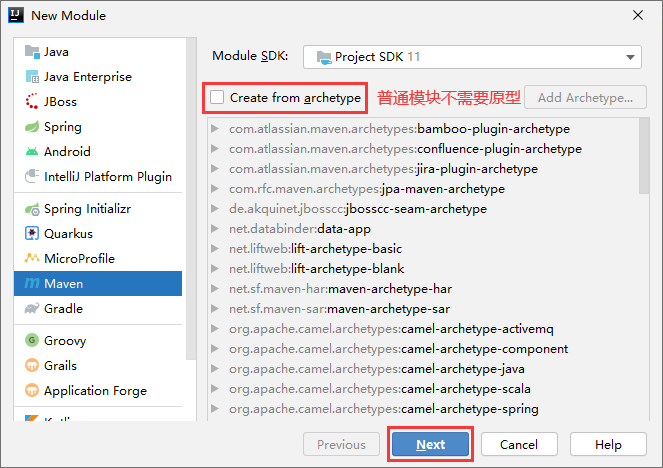 New Module
Java
Java Enterprise
JBoss
Spring
Android
IntelliJ Platform Plugin
Spring Initializr
Quarkus
MicroProfile
Maven
Gradle
Groovy
Grails
Application Forge
Module SDK: Project SDK 11
Create from archetype 普通模块不需要原型 Add Archetype...
com.atlassian.maven.archetypes:bamboo-plugin-archetype
com.atlassian.maven.archetypes:confluence-plugin-archetype
com.atlassian.maven.archetypes:jira-plugin-archetype
com.rfc.maven.archetypes:jpa-maven-archetype
de.akquinet.jbosscc:jbosscc-seam-archetype
net.databinder:data-app
net.liftweb:lift-archetype-basic
net.liftweb:lift-archetype-blank
net.sf.maven-har:maven-archetype-har
net.sf.maven-sar:maven-archetype-sar
org.apache.camel.archetypes:camel-archetype-activemq
org.apache.camel.archetypes:camel-archetype-component
org.apache.camel.archetypes:camel-archetype-java
org.apache.camel.archetypes:camel-archetype-scala
org.apache.camel.archetypes:camel-archetype-spring
Previous Next Cancel Help